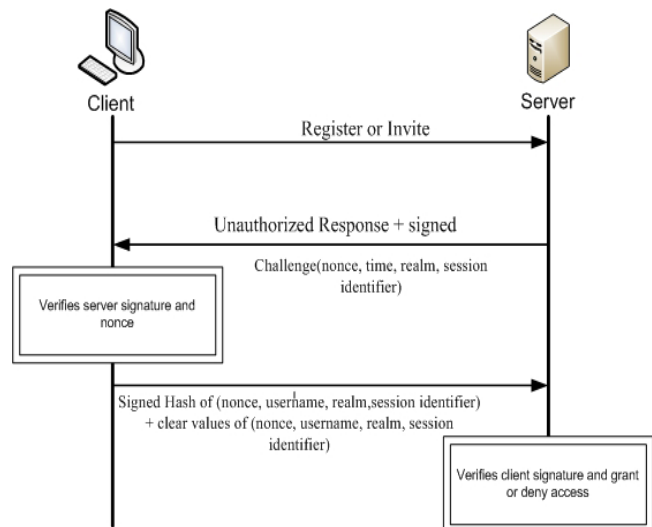 Client
Server
Register or Invite
Unauthorized Response + signed
Challenge(nonce, time, realm, session
identifier)
Verifies server signature and
nonce
Signed Hash of (nonce, username, realm,session identifier)
+ clear values of (nonce, username, realm, session
identifier)
Verifies client signature and grant
or deny access